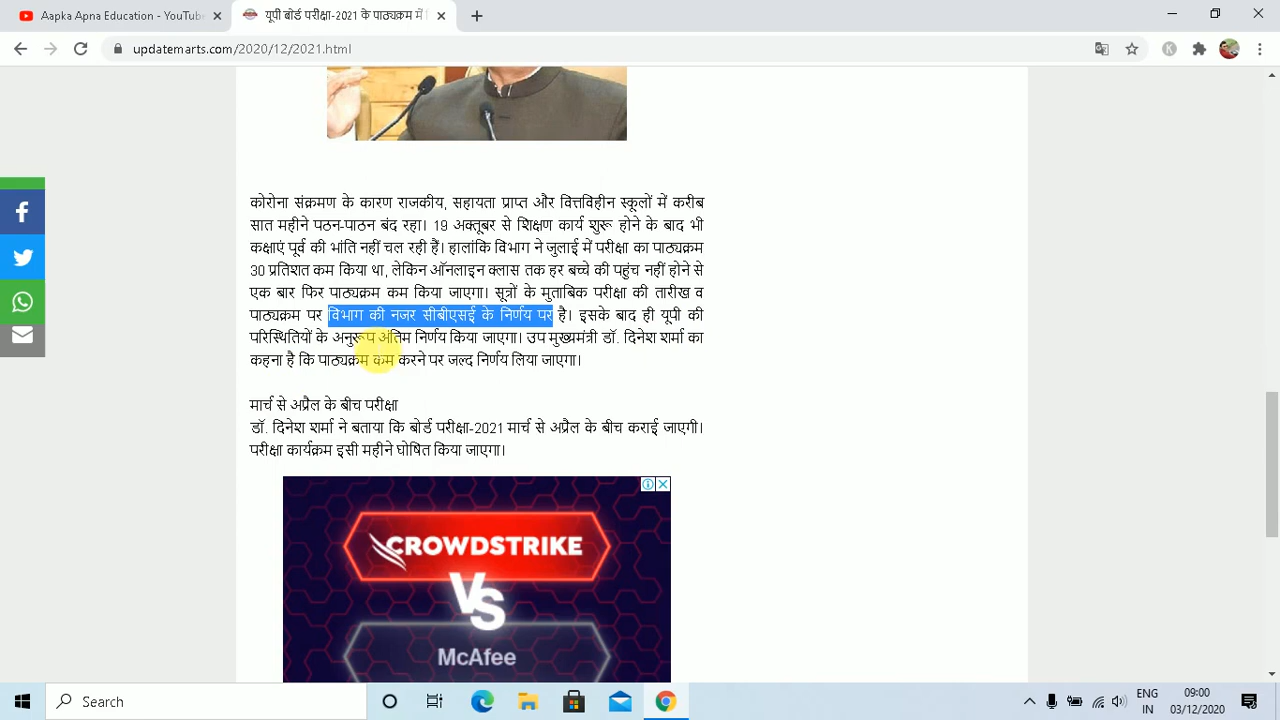 Aapka Apna Education - YouTub
यूपी बोर्ड परीक्षा-2021 के पाठ्यक्रम में
updatemarts.com/2020/12/2021.html
कोरोना संक्रमण के कारण राजकीय, सहायता प्राप्त और वित्तविहीन स्कूलों में करीब
सात महीने पठन-पाठन बंद रहा। 19 अक्तूबर से शिक्षण कार्य शुरू होने के बाद भी
कक्षाएं पूर्व की भांति नहीं चल रही हैं। हालांकि विभाग ने जुलाई में परीक्षा का पाठ्यक्रम
30 प्रतिशत कम किया था, लेकिन ऑनलाइन क्लास तक हर बच्चे की पहुंच नहीं होने से
एक बार फिर पाठ्यक्रम कम किया जाएगा। सूत्रों के मुताबिक परीक्षा की तारीख व
पाठ्यक्रम पर विभाग की नजर सीबीएसई के निर्णय पर है। इसके बाद ही यूपी की
परिस्थितियों के अनुरूप अंतिम निर्णय किया जाएगा। उप मुख्यमंत्री डॉ. दिनेश शर्मा का
कहना है कि पाठ्यक्रम कम करने पर जल्द निर्णय लिया जाएगा।
मार्च से अप्रैल के बीच परीक्षा
डॉ. दिनेश शर्मा ने बताया कि बोर्ड परीक्षा-2021 मार्च से अप्रैल के बीच कराई जाएगी।
परीक्षा कार्यक्रम इसी महीने घोषित किया जाएगा।
CROWDSTRIKE
VS
McAfee
Search
ENG
IN
09:00
03/12/2020